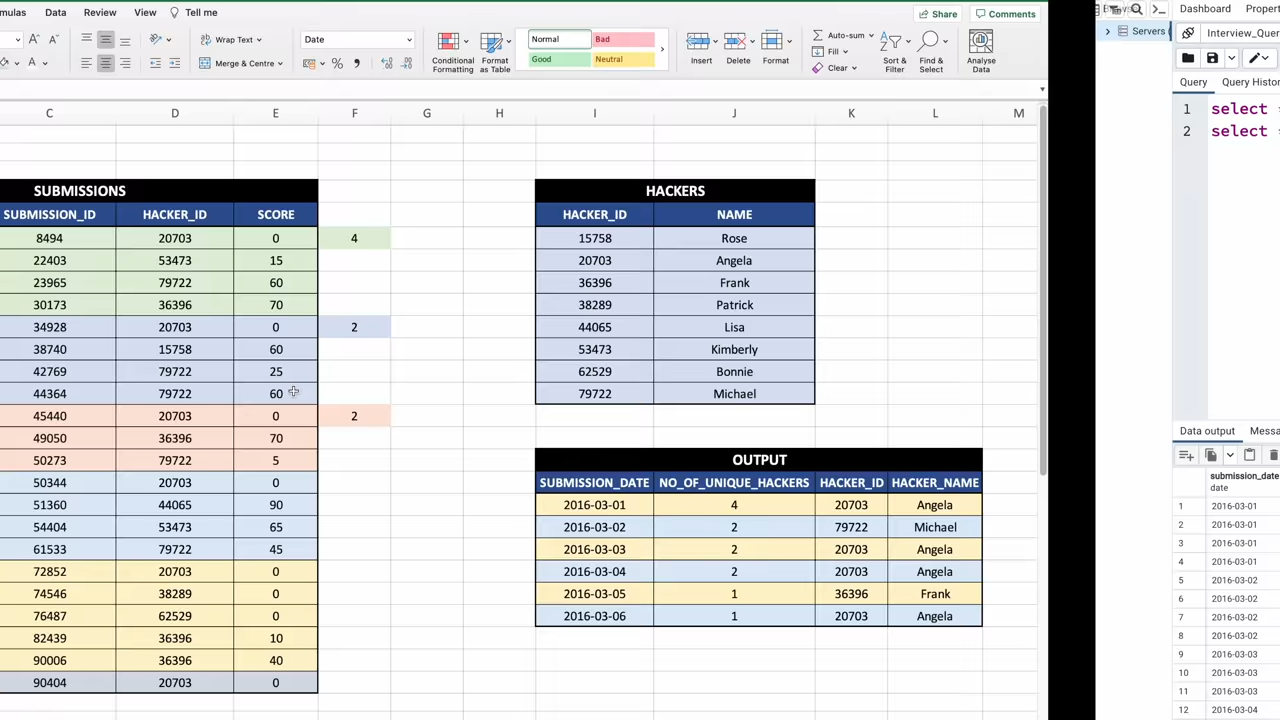 mulas Data Review View Tell me Share Comments
Wrap Text Date Normal Bad Auto-sum
Merge & Centre Good Neutral Fill Clear
Conditional Formatting Format as Table Insert Delete Format Sort & Filter Find & Select Analyse Data
C D E F G H I J K L M
SUBMISSIONS
SUBMISSION_ID HACKER_ID SCORE
8494 20703 0 4
22403 53473 15
23965 79722 60
30173 36396 70
34928 20703 0 2
38740 15758 60
42769 79722 25
44364 79722 60
45440 20703 0 2
49050 36396 70
50273 79722 5
50344 20703 0
51360 44065 90
54404 53473 65
61533 79722 45
72852 20703 0
74546 38289 0
76487 62529 0
82439 36396 10
90006 36396 40
90404 20703 0
HACKERS
HACKER_ID NAME
15758 Rose
20703 Angela
36396 Frank
38289 Patrick
44065 Lisa
53473 Kimberly
62529 Bonnie
79722 Michael
OUTPUT
SUBMISSION_DATE NO_OF_UNIQUE_HACKERS HACKER_ID HACKER_NAME
2016-03-01 4 20703 Angela
2016-03-02 2 79722 Michael
2016-03-03 2 20703 Angela
2016-03-04 2 20703 Angela
2016-03-05 1 36396 Frank
2016-03-06 1 20703 Angela
Dashboard Propert
Servers ( Interview_Quer
Query Query Histor
1 select
2 select
Data output Messa
submission_date
date
1 2016-03-01
2 2016-03-01
3 2016-03-01
4 2016-03-01
5 2016-03-02
6 2016-03-02
7 2016-03-02
8 2016-03-02
9 2016-03-03
10 2016-03-03
11 2016-03-03
12 2016-03-04